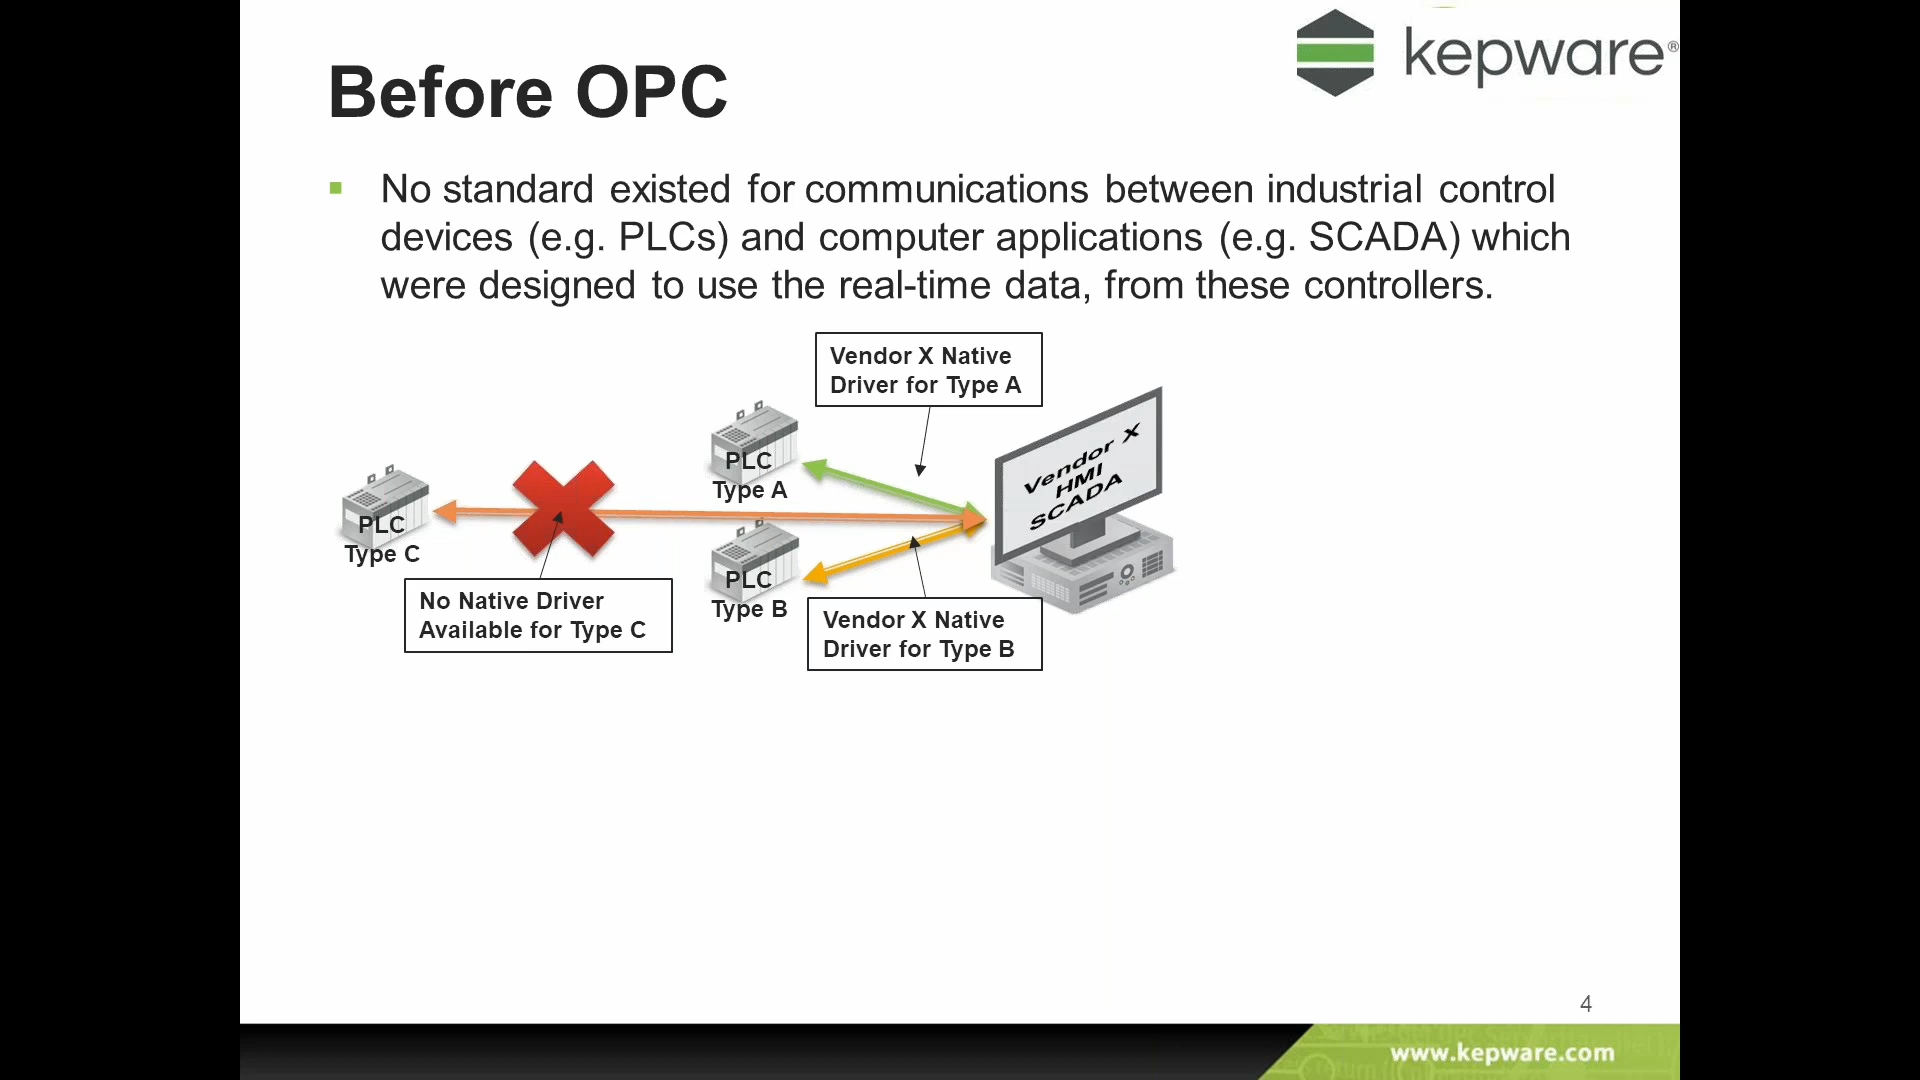 kepware®
Before OPC
No standard existed for communications between industrial control
devices (e.g. PLCs) and computer applications (e.g. SCADA) which
were designed to use the real-time data, from these controllers.
Vendor X Native
Driver for Type A
Vendor X
HMI
SCADA
PLC
Type A
PLC
Type C
PLC
Type B
No Native Driver
Available for Type C
Vendor X Native
Driver for Type B
4
www.kepware.com